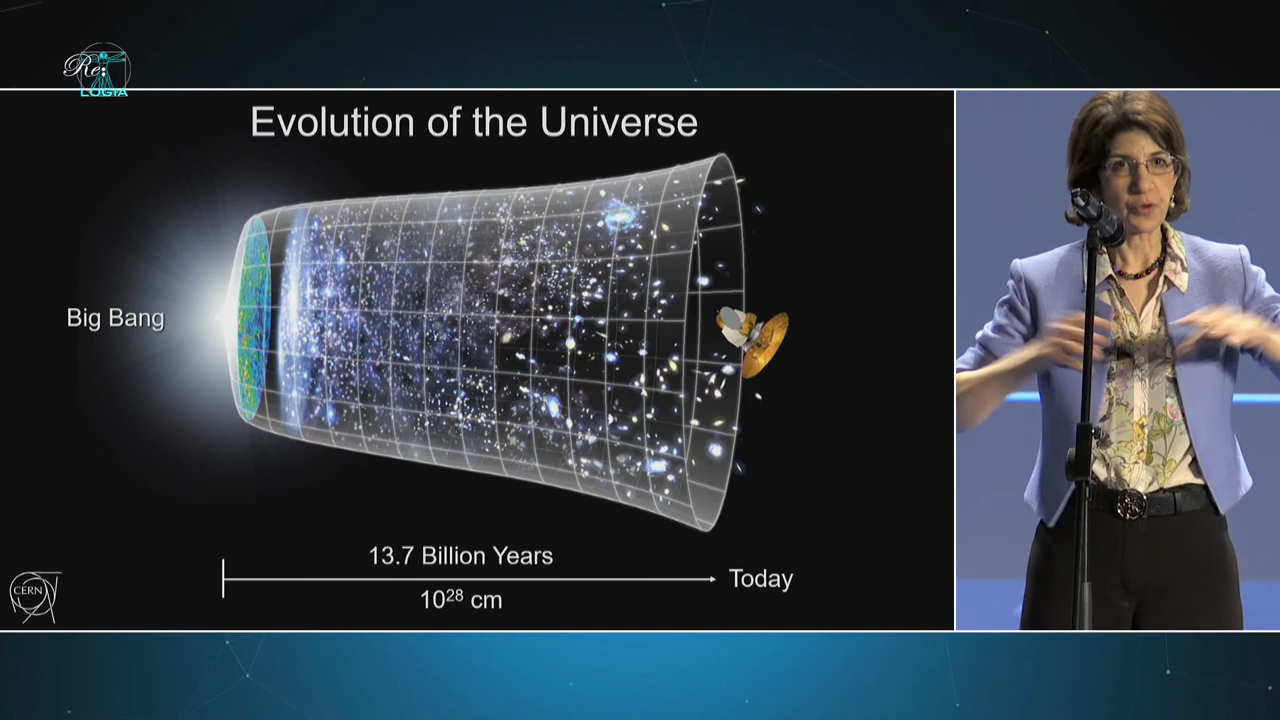 Re:
LOGIA
Evolution of the Universe
Big Bang
13.7 Billion Years
Today
10²⁸ cm
CERN